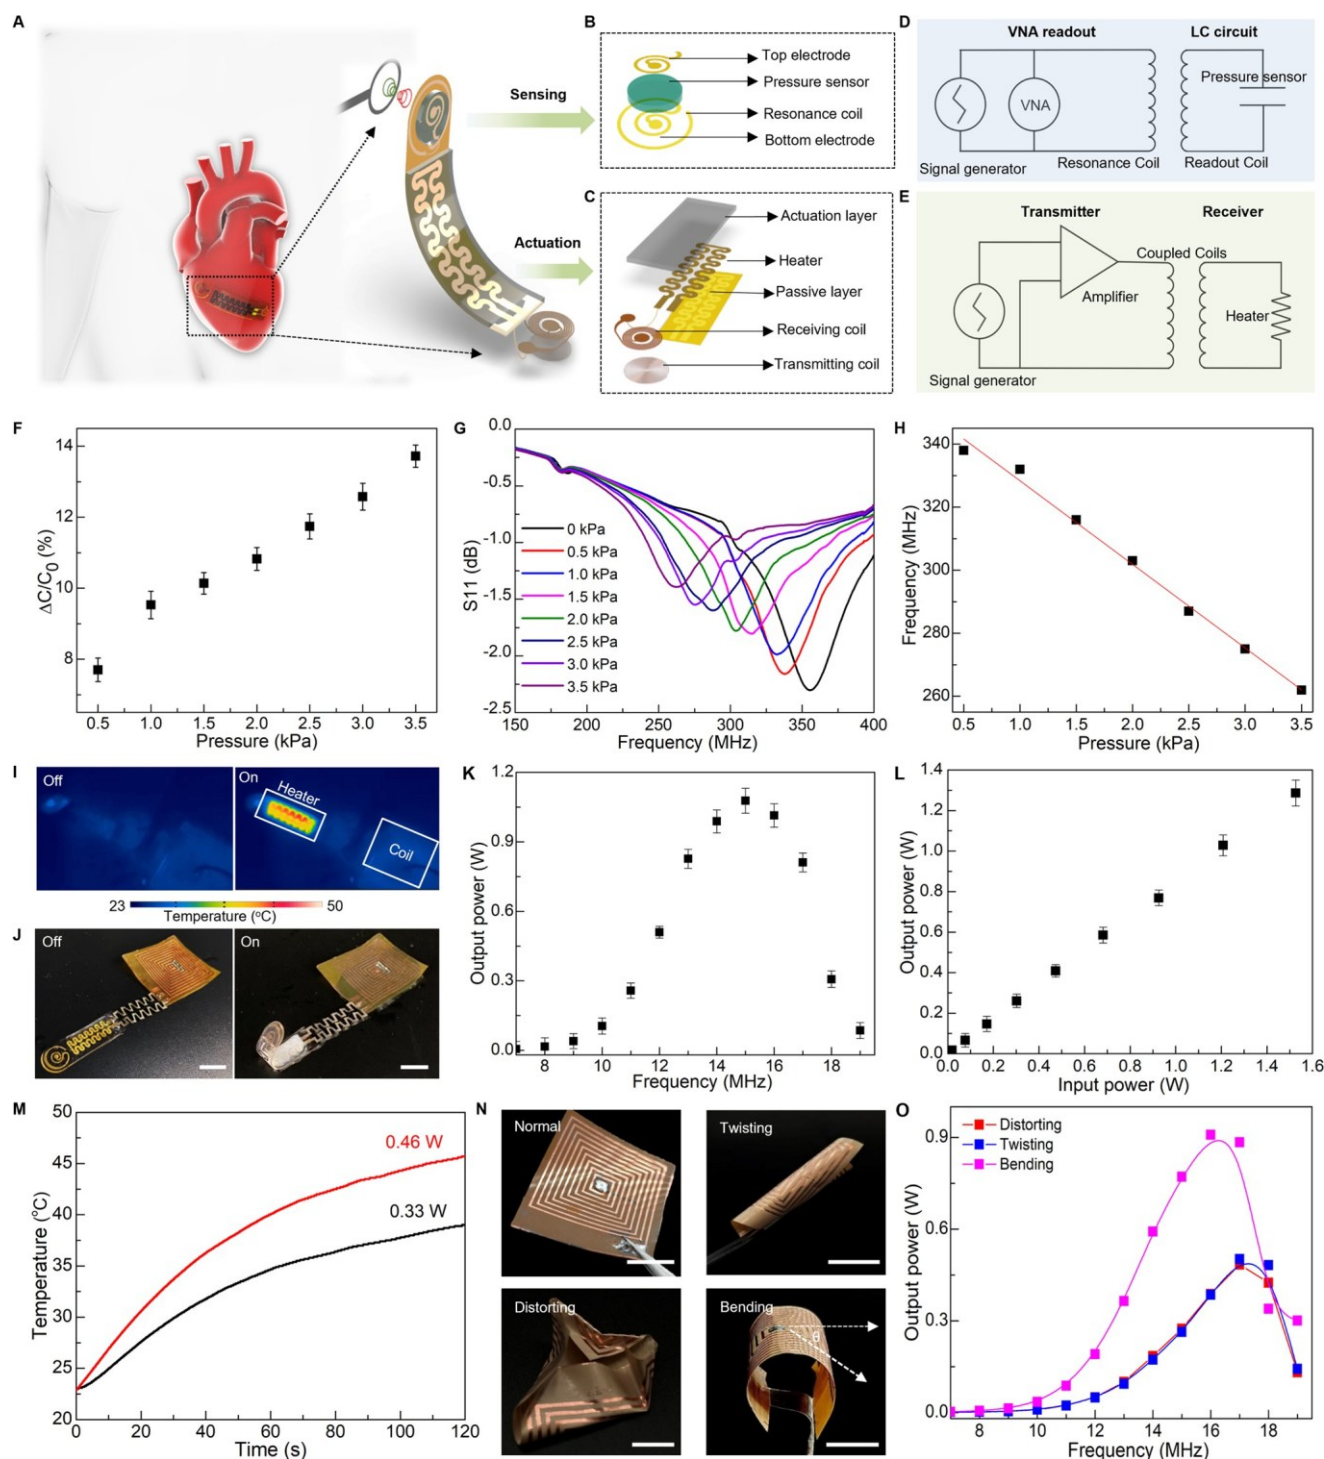 A
Sensing
Actuation
B
Top electrode
Pressure sensor
Resonance coil
Bottom electrode
C
Actuation layer
Heater
Passive layer
Receiving coil
Transmitting coil
D
VNA readout
LC circuit
Pressure sensor
VNA
Signal generator
Resonance Coil
Readout Coil
E
Transmitter
Receiver
Coupled Coils
Amplifier
Heater
Signal generator
F
14
12
10
8
ΔC/C0 (%)
0.5 1.0 1.5 2.0 2.5 3.0 3.5
Pressure (kPa)
G
0.0
-0.5
-1.0
-1.5
-2.0
-2.5
S11 (dB)
0 kPa
0.5 kPa
1.0 kPa
1.5 kPa
2.0 kPa
2.5 kPa
3.0 kPa
3.5 kPa
150 200 250 300 350 400
Frequency (MHz)
H
340
320
300
280
260
Frequency (MHz)
0.5 1.0 1.5 2.0 2.5 3.0 3.5
Pressure (kPa)
I
Off
On
Heater
Coil
23
50
Temperature (°C)
J
Off
On
K
1.2
0.9
0.6
0.3
0.0
Output power (W)
8 10 12 14 16 18
Frequency (MHz)
L
1.4
1.2
1.0
0.8
0.6
0.4
0.2
0.0
Output power (W)
0.0 0.2 0.4 0.6 0.8 1.0 1.2 1.4 1.6
Input power (W)
M
50
45
40
35
30
25
20
Temperature (°C)
0.46 W
0.33 W
0 20 40 60 80 100 120
Time (s)
N
Normal
Twisting
Distorting
Bending
θ
O
0.9
0.6
0.3
0.0
Output power (W)
Distorting
Twisting
Bending
8 10 12 14 16 18
Frequency (MHz)